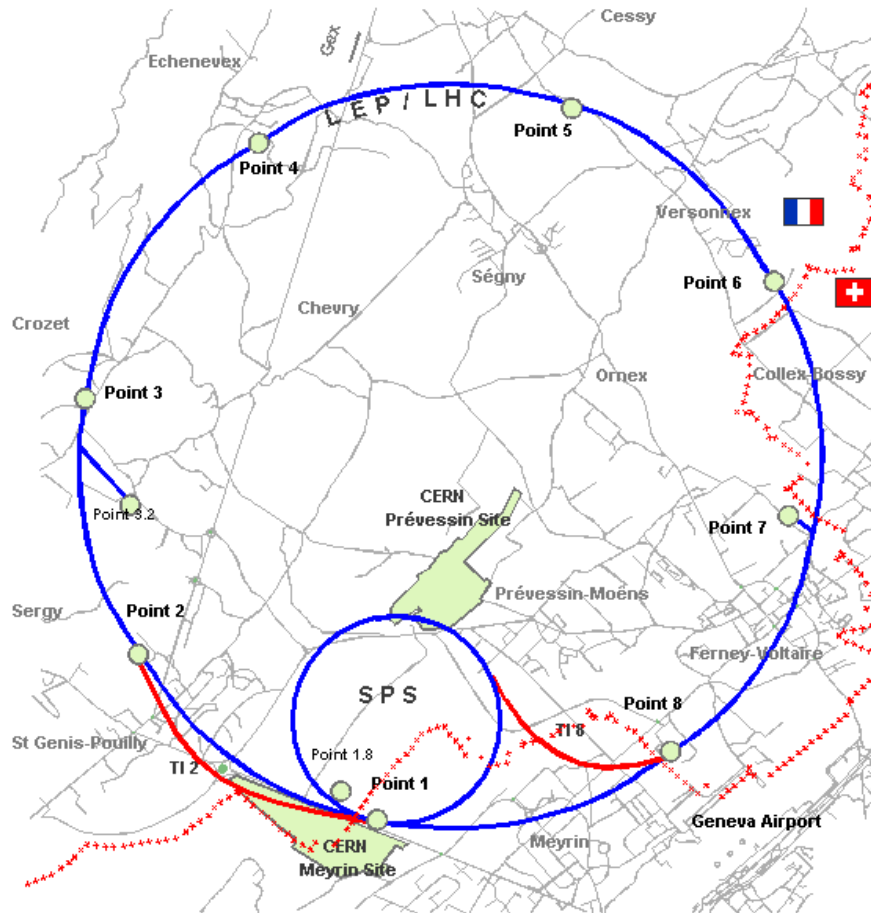 Cessy
Gex
Echenevex
LEP/LHC
Point 5
Point 4
Versonnex
Ségny
Point 6
Chevry
Crozet
Ornex
Collex-Bossy
Point 3
CERN
Prévessin Site
Point 3.2
Point 7
Prévessin-Moëns
Sergy
Point 2
Ferney-Voltaire
SPS
Point 8
TI 8
St Genis-Pouilly
Point 1.8
TI 2
Point 1
Geneva Airport
Meyrin
CERN
Meyrin Site